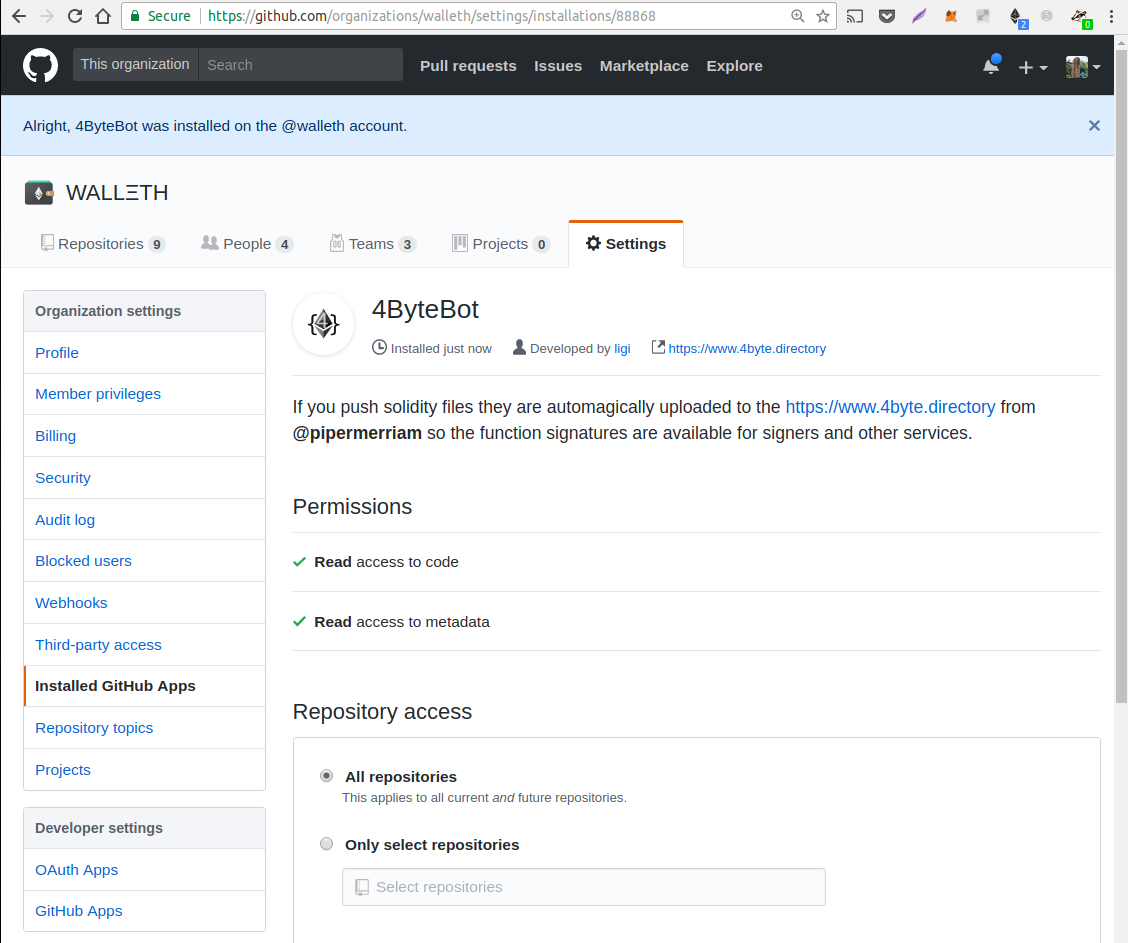 Secure https://github.com/organizations/walleth/settings/installations/88868
2
0
This organization Search Pull requests Issues Marketplace Explore
Alright, 4ByteBot was installed on the @walleth account.
WALLΞTH
Repositories 9 People 4 Teams 3 Projects 0 Settings
Organization settings
Profile
Member privileges
Billing
Security
Audit log
Blocked users
Webhooks
Third-party access
Installed GitHub Apps
Repository topics
Projects
Developer settings
OAuth Apps
GitHub Apps
4ByteBot
Installed just now Developed by ligi https://www.4byte.directory
If you push solidity files they are automagically uploaded to the https://www.4byte.directory from
@pipermerriam so the function signatures are available for signers and other services.
Permissions
Read access to code
Read access to metadata
Repository access
All repositories
This applies to all current and future repositories.
Only select repositories
Select repositories